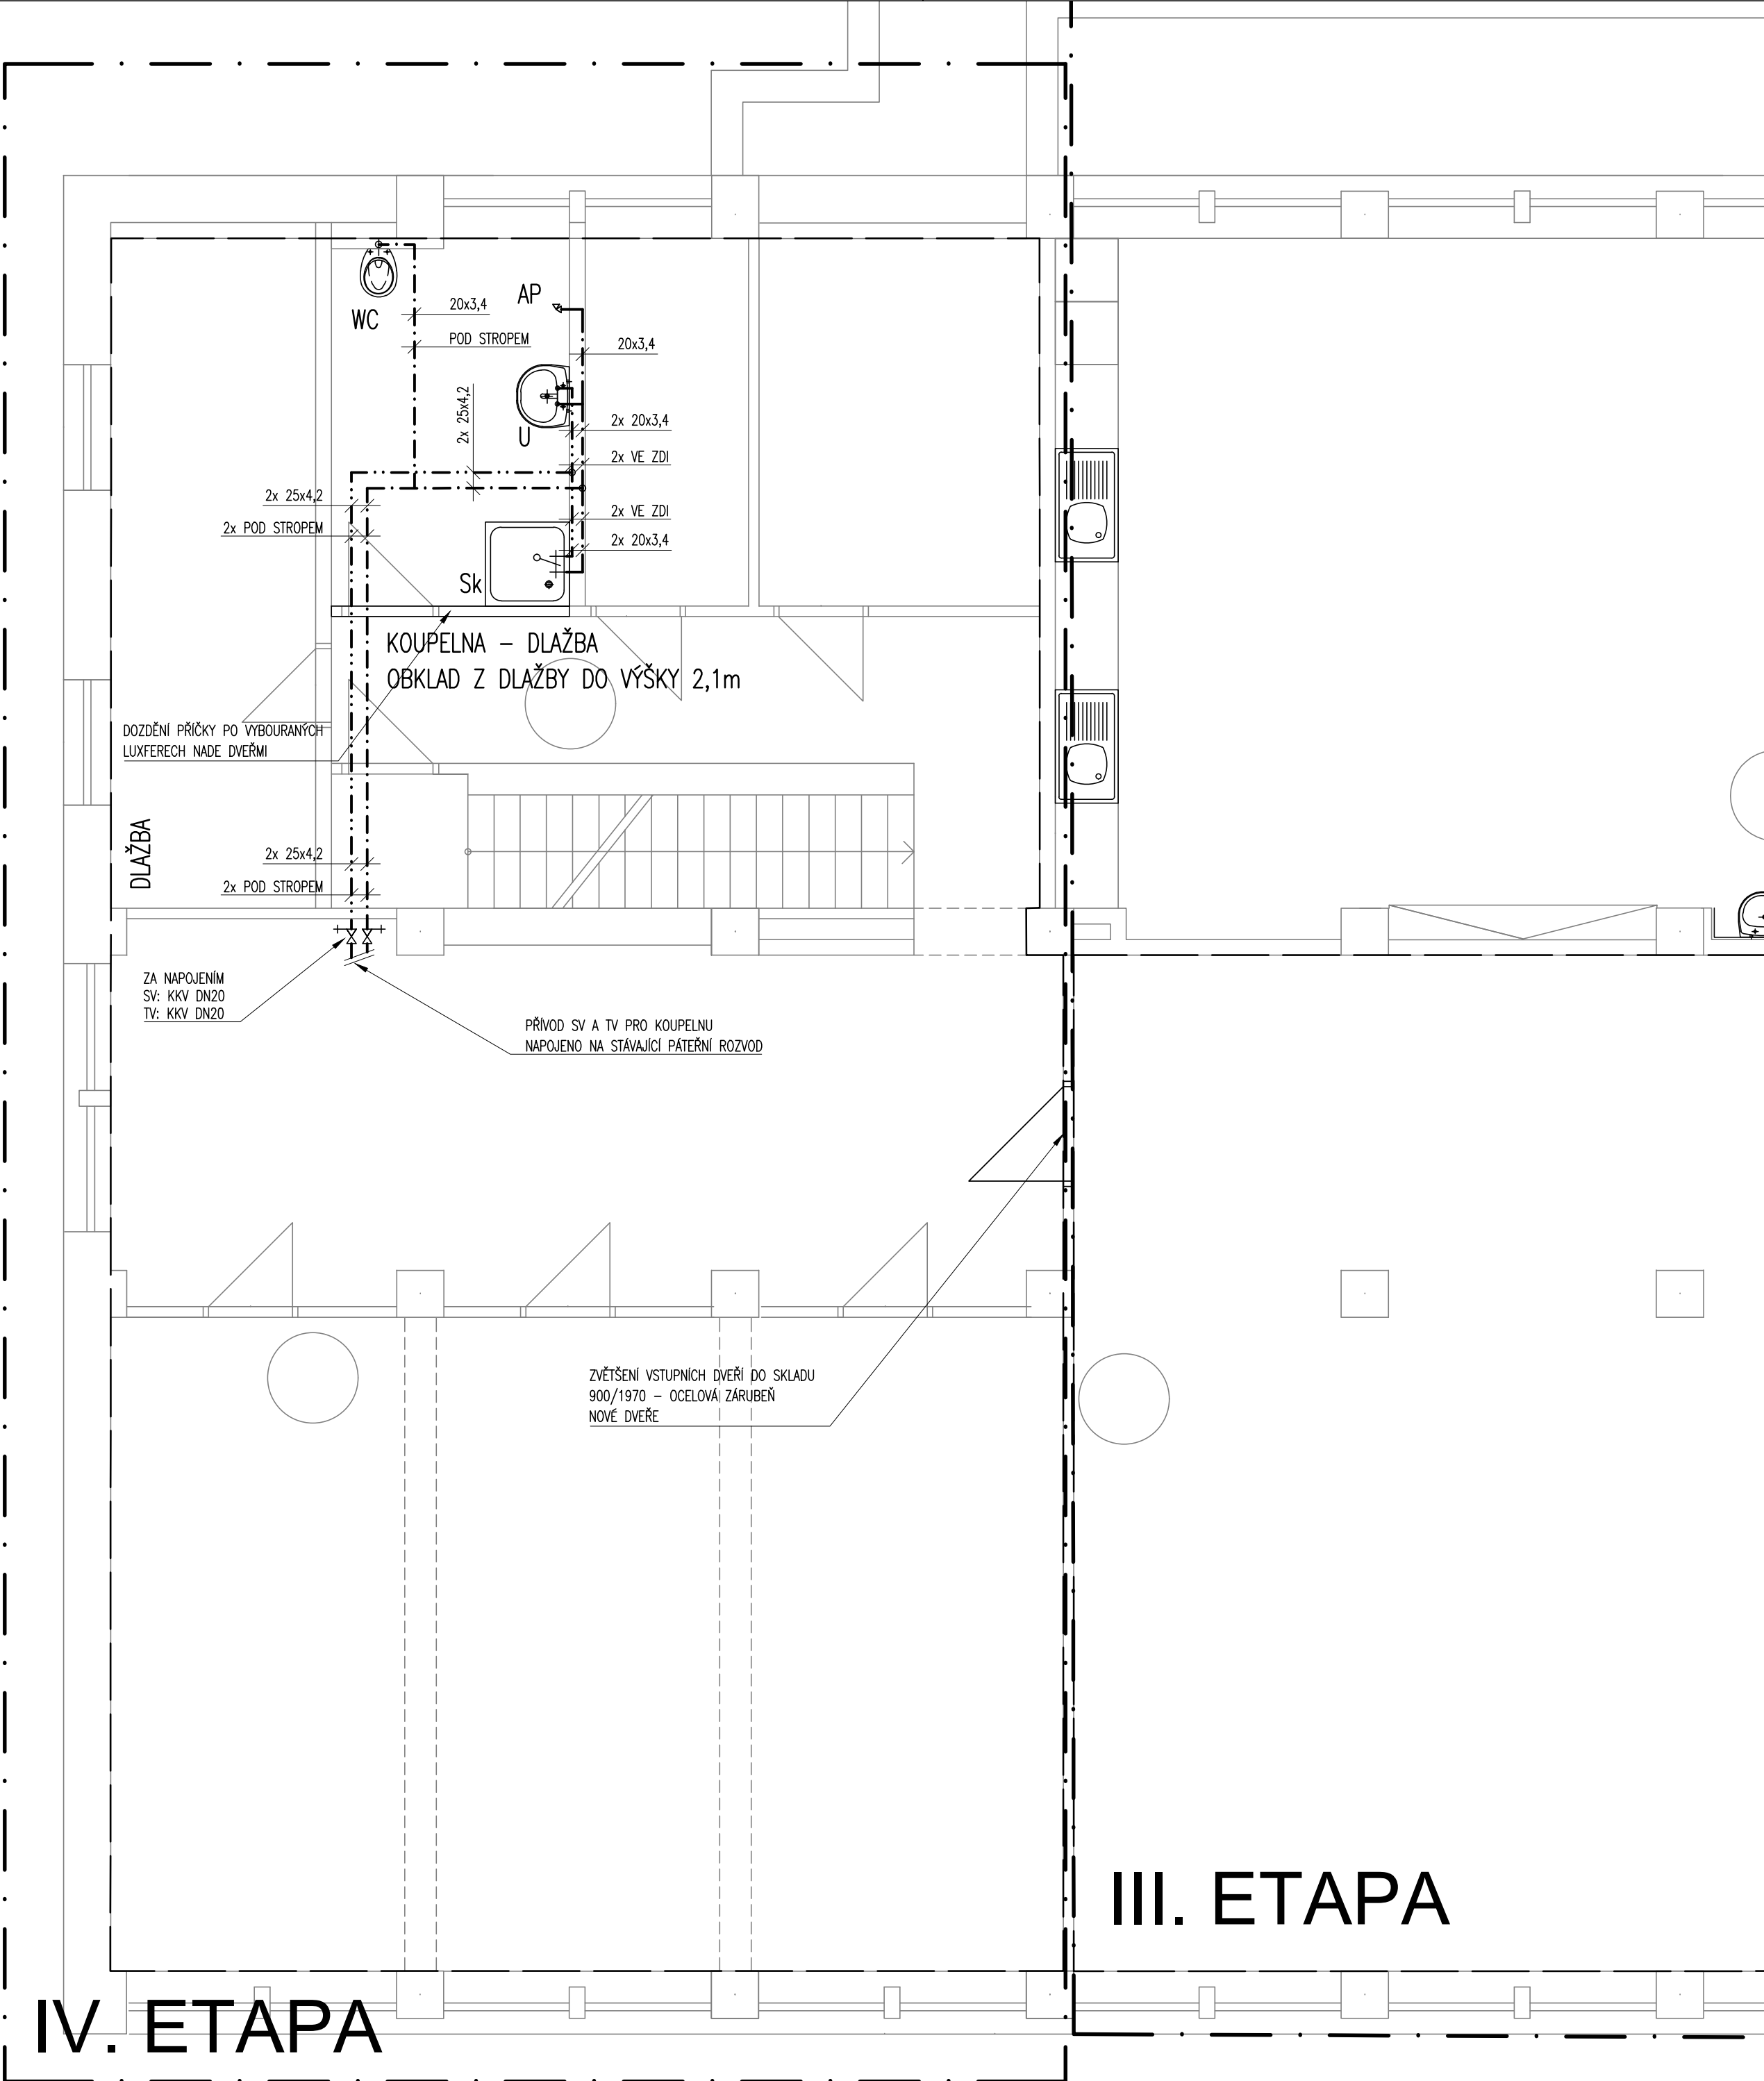 AP
20x3,4
WC
POD STROPEM
20x3,4
2x 25x4,2
2x 20x3,4
U
2x VE ZDI
2x 25x4,2
2x VE ZDI
2x POD STROPEM
2x 20x3,4
Sk
KOUPELNA – DLAŽBA
OBKLAD Z DLAŽBY DO VÝŠKY 2,1m
DOZDĚNÍ PŘÍČKY PO VYBOURANÝCH
LUXFERECH NADE DVEŘMI
DLAŽBA
2x 25x4,2
2x POD STROPEM
ZA NAPOJENÍM
SV: KKV DN20
TV: KKV DN20
PŘÍVOD SV A TV PRO KOUPELNU
NAPOJENO NA STÁVAJÍCÍ PÁTEŘNÍ ROZVOD
ZVĚTŠENÍ VSTUPNÍCH DVEŘÍ DO SKLADU
900/1970 – OCELOVÁ ZÁRUBEŇ
NOVÉ DVEŘE
III. ETAPA
IV. ETAPA